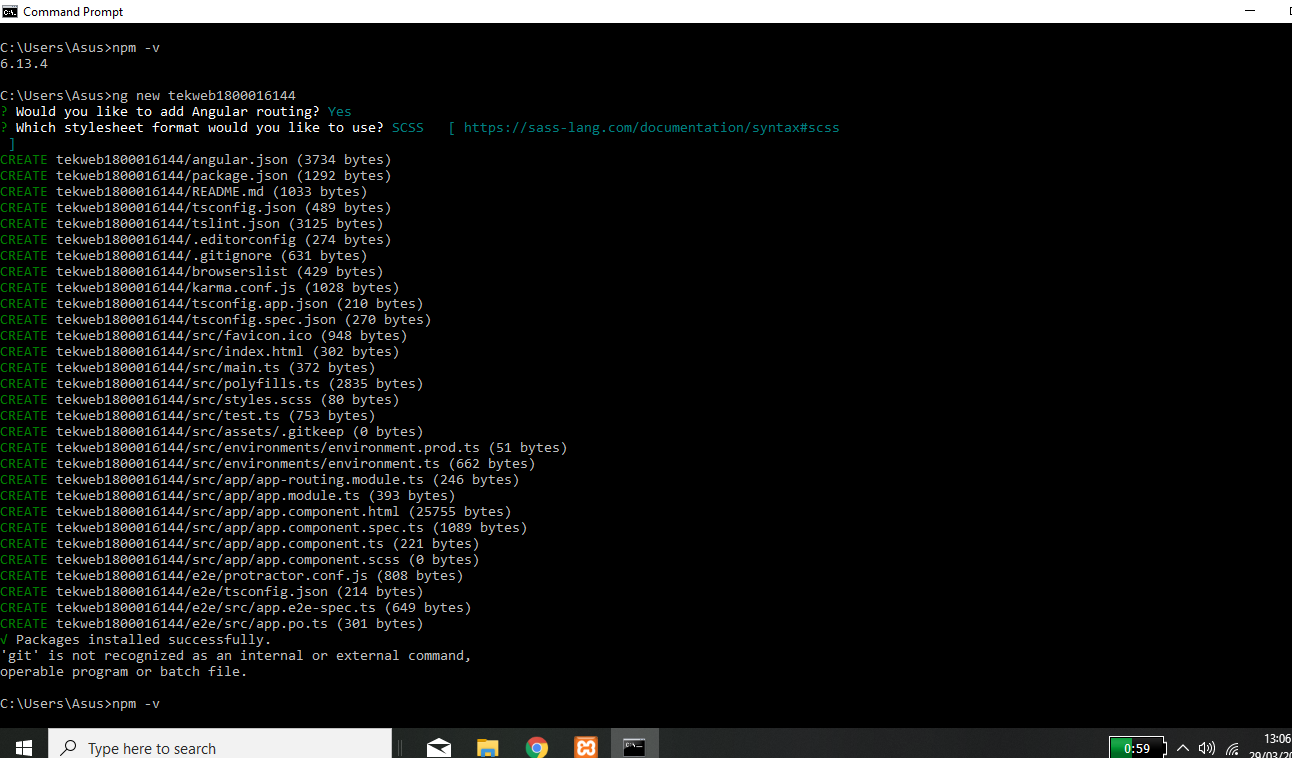 Command Prompt
C:\Users\Asus>npm -v
6.13.4
C:\Users\Asus>ng new tekweb1800016144
? Would you like to add Angular routing? Yes
? Which stylesheet format would you like to use? SCSS   [ https://sass-lang.com/documentation/syntax#scss
 ]
CREATE tekweb1800016144/angular.json (3734 bytes)
CREATE tekweb1800016144/package.json (1292 bytes)
CREATE tekweb1800016144/README.md (1033 bytes)
CREATE tekweb1800016144/tsconfig.json (489 bytes)
CREATE tekweb1800016144/tslint.json (3125 bytes)
CREATE tekweb1800016144/.editorconfig (274 bytes)
CREATE tekweb1800016144/.gitignore (631 bytes)
CREATE tekweb1800016144/browserslist (429 bytes)
CREATE tekweb1800016144/karma.conf.js (1028 bytes)
CREATE tekweb1800016144/tsconfig.app.json (210 bytes)
CREATE tekweb1800016144/tsconfig.spec.json (270 bytes)
CREATE tekweb1800016144/src/favicon.ico (948 bytes)
CREATE tekweb1800016144/src/index.html (302 bytes)
CREATE tekweb1800016144/src/main.ts (372 bytes)
CREATE tekweb1800016144/src/polyfills.ts (2835 bytes)
CREATE tekweb1800016144/src/styles.scss (80 bytes)
CREATE tekweb1800016144/src/test.ts (753 bytes)
CREATE tekweb1800016144/src/assets/.gitkeep (0 bytes)
CREATE tekweb1800016144/src/environments/environment.prod.ts (51 bytes)
CREATE tekweb1800016144/src/environments/environment.ts (662 bytes)
CREATE tekweb1800016144/src/app/app-routing.module.ts (246 bytes)
CREATE tekweb1800016144/src/app/app.module.ts (393 bytes)
CREATE tekweb1800016144/src/app/app.component.html (25755 bytes)
CREATE tekweb1800016144/src/app/app.component.spec.ts (1089 bytes)
CREATE tekweb1800016144/src/app/app.component.ts (221 bytes)
CREATE tekweb1800016144/src/app/app.component.scss (0 bytes)
CREATE tekweb1800016144/e2e/protractor.conf.js (808 bytes)
CREATE tekweb1800016144/e2e/tsconfig.json (214 bytes)
CREATE tekweb1800016144/e2e/src/app.e2e-spec.ts (649 bytes)
CREATE tekweb1800016144/e2e/src/app.po.ts (301 bytes)
√ Packages installed successfully.
'git' is not recognized as an internal or external command,
operable program or batch file.
C:\Users\Asus>npm -v
Type here to search
0:59
13:06